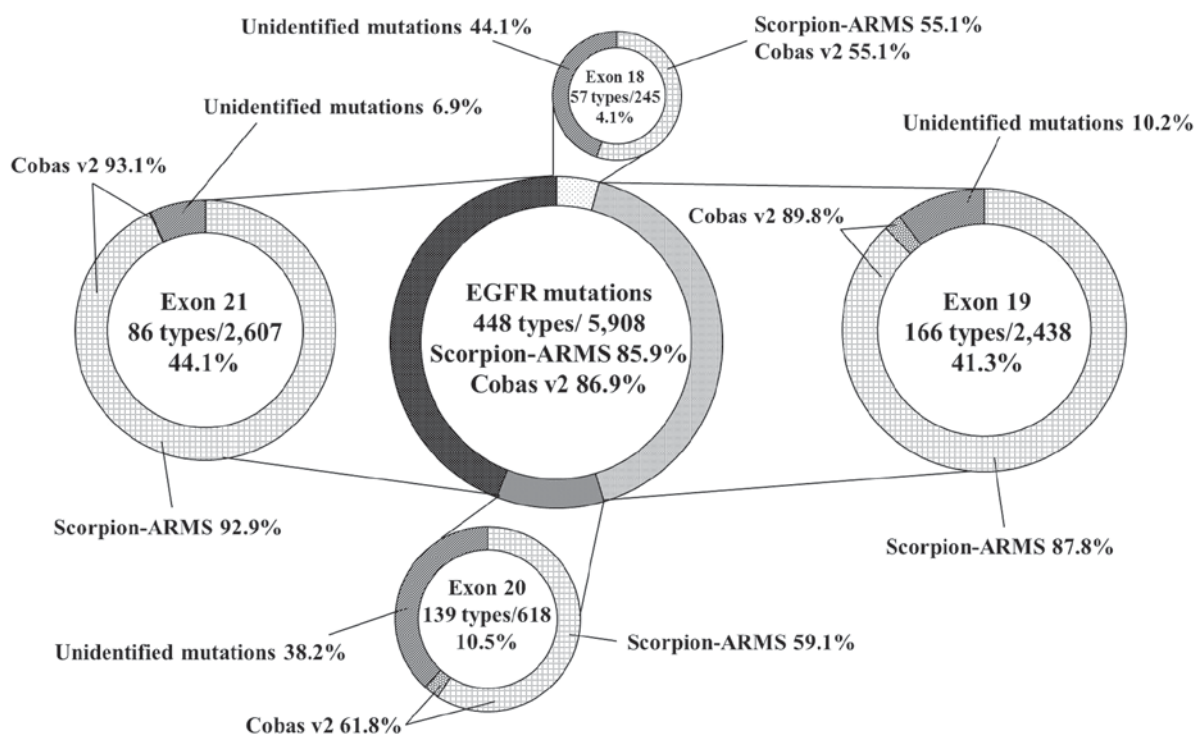 Unidentified mutations 44.1%
Scorpion-ARMS 55.1%
Cobas v2 55.1%
Exon 18
57 types/245
4.1%
Unidentified mutations 6.9%
Unidentified mutations 10.2%
Cobas v2 93.1%
Cobas v2 89.8%
Exon 21
86 types/2,607
44.1%
EGFR mutations
448 types/ 5,908
Scorpion-ARMS 85.9%
Cobas v2 86.9%
Exon 19
166 types/2,438
41.3%
Scorpion-ARMS 92.9%
Scorpion-ARMS 87.8%
Exon 20
139 types/618
10.5%
Unidentified mutations 38.2%
Scorpion-ARMS 59.1%
Cobas v2 61.8%